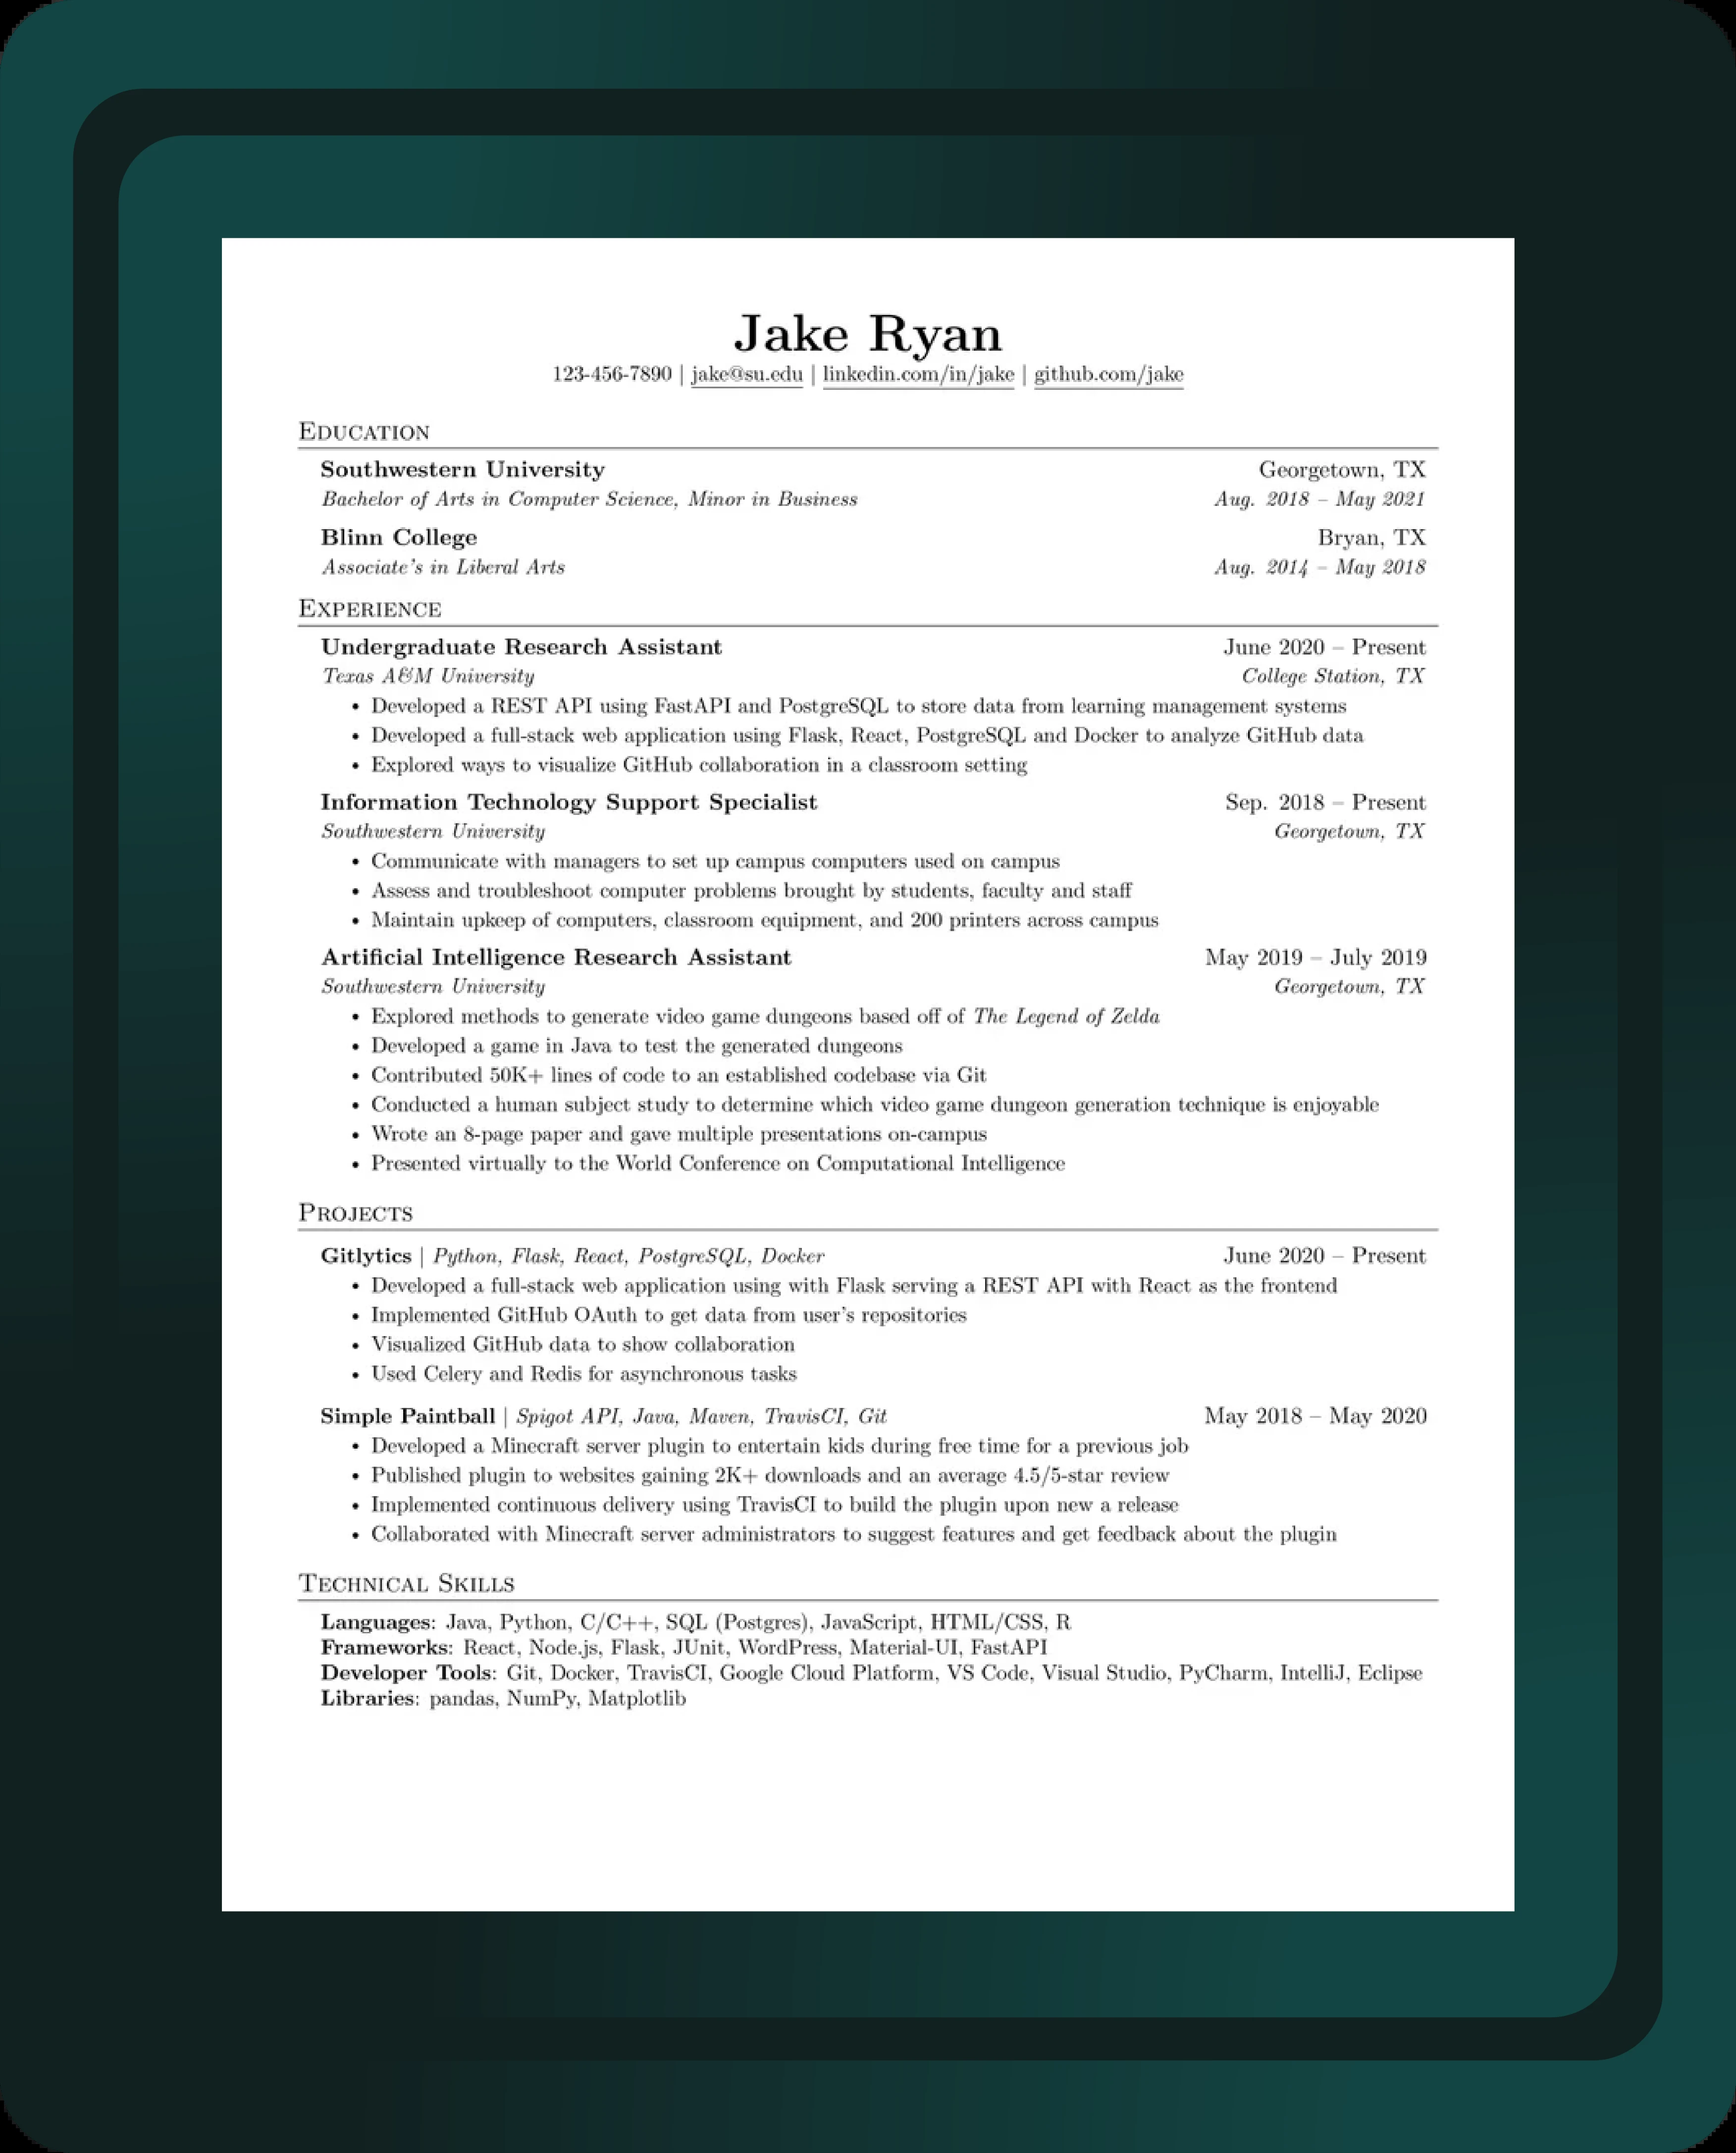 Jake Ryan
123-456-7890 | jake@su.edu | linkedin.com/in/jake | github.com/jake
Education
Southwestern University Georgetown, TX
Bachelor of Arts in Computer Science, Minor in Business Aug. 2018 – May 2021
Blinn College Bryan, TX
Associate's in Liberal Arts Aug. 2014 – May 2018
Experience
Undergraduate Research Assistant June 2020 – Present
Texas A&M University College Station, TX
• Developed a REST API using FastAPI and PostgreSQL to store data from learning management systems
• Developed a full-stack web application using Flask, React, PostgreSQL and Docker to analyze GitHub data
• Explored ways to visualize GitHub collaboration in a classroom setting
Information Technology Support Specialist Sep. 2018 – Present
Southwestern University Georgetown, TX
• Communicate with managers to set up campus computers used on campus
• Assess and troubleshoot computer problems brought by students, faculty and staff
• Maintain upkeep of computers, classroom equipment, and 200 printers across campus
Artificial Intelligence Research Assistant May 2019 – July 2019
Southwestern University Georgetown, TX
• Explored methods to generate video game dungeons based off of The Legend of Zelda
• Developed a game in Java to test the generated dungeons
• Contributed 50K+ lines of code to an established codebase via Git
• Conducted a human subject study to determine which video game dungeon generation technique is enjoyable
• Wrote an 8-page paper and gave multiple presentations on-campus
• Presented virtually to the World Conference on Computational Intelligence
Projects
Gitlytics | Python, Flask, React, PostgreSQL, Docker June 2020 – Present
• Developed a full-stack web application using with Flask serving a REST API with React as the frontend
• Implemented GitHub OAuth to get data from user's repositories
• Visualized GitHub data to show collaboration
• Used Celery and Redis for asynchronous tasks
Simple Paintball | Spigot API, Java, Maven, TravisCI, Git May 2018 – May 2020
• Developed a Minecraft server plugin to entertain kids during free time for a previous job
• Published plugin to websites gaining 2K+ downloads and an average 4.5/5-star review
• Implemented continuous delivery using TravisCI to build the plugin upon new a release
• Collaborated with Minecraft server administrators to suggest features and get feedback about the plugin
Technical Skills
Languages: Java, Python, C/C++, SQL (Postgres), JavaScript, HTML/CSS, R
Frameworks: React, Node.js, Flask, JUnit, WordPress, Material-UI, FastAPI
Developer Tools: Git, Docker, TravisCI, Google Cloud Platform, VS Code, Visual Studio, PyCharm, IntelliJ, Eclipse
Libraries: pandas, NumPy, Matplotlib